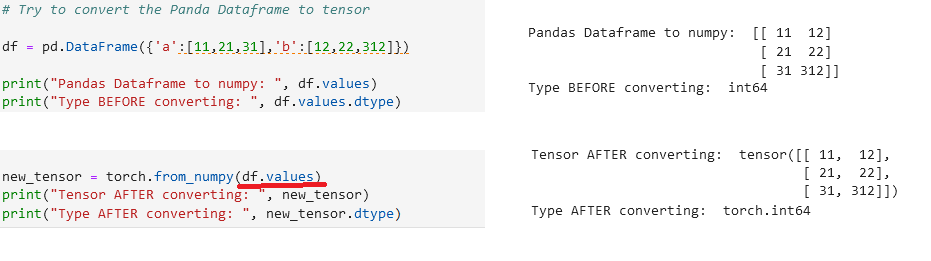 # Try to convert the Panda Dataframe to tensor
df = pd.DataFrame({'a':[11,21,31],'b':[12,22,312]})
print("Pandas Dataframe to numpy: ", df.values)
print("Type BEFORE converting: ", df.values.dtype)
Pandas Dataframe to numpy:  [[ 11  12]
[ 21  22]
[ 31 312]]
Type BEFORE converting:  int64
new_tensor = torch.from_numpy(df.values)
print("Tensor AFTER converting: ", new_tensor)
print("Type AFTER converting: ", new_tensor.dtype)
Tensor AFTER converting:  tensor([[ 11,  12],
[ 21,  22],
[ 31, 312]])
Type AFTER converting:  torch.int64